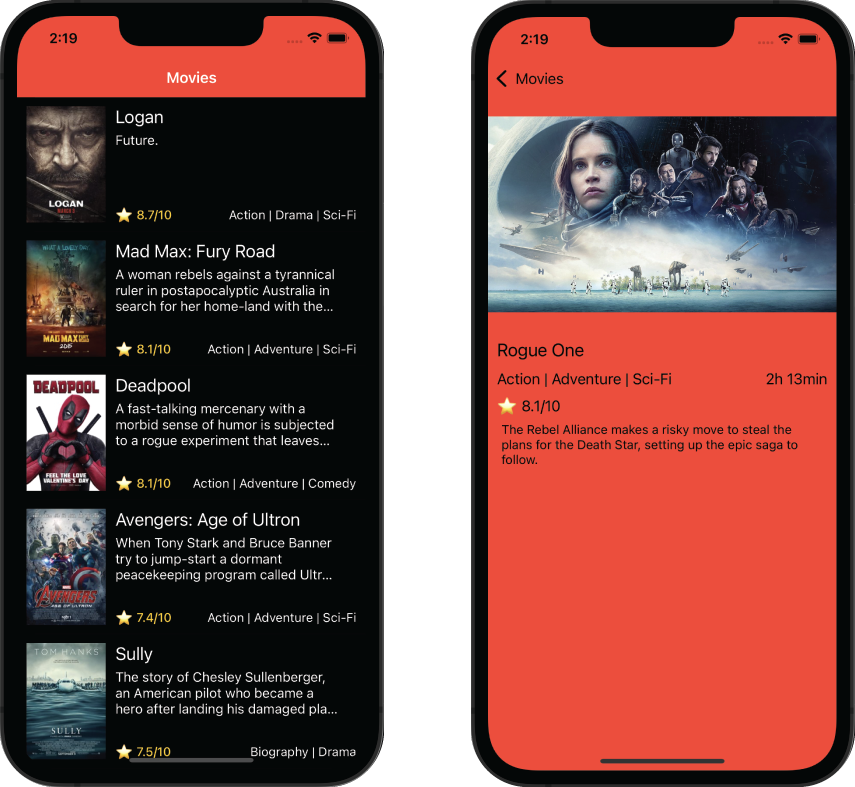 2:19
Movies
LOGAN
Logan
Future.
8.7/10
Action | Drama | Sci-Fi
WHAT A LOVELY DAY.
MAD MAX
2015
Mad Max: Fury Road
A woman rebels against a tyrannical
ruler in postapocalyptic Australia in
search for her home-land with the...
8.1/10
Action | Adventure | Sci-Fi
DEADPOOL
FEEL THE LOVE
VALENTINE'S DAY
Deadpool
A fast-talking mercenary with a
morbid sense of humor is subjected
to a rogue experiment that leaves...
8.1/10
Action | Adventure | Comedy
AVENGERS
AGE OF ULTRON
Avengers: Age of Ultron
When Tony Stark and Bruce Banner
try to jump-start a dormant
peacekeeping program called Ultr...
7.4/10
Action | Adventure | Sci-Fi
TOM HANKS
SULLY
Sully
The story of Chesley Sullenberger,
an American pilot who became a
hero after landing his damaged pla...
7.5/10
Biography | Drama
2:19
Movies
Rogue One
Action | Adventure | Sci-Fi
2h 13min
8.1/10
The Rebel Alliance makes a risky move to steal the
plans for the Death Star, setting up the epic saga to
follow.